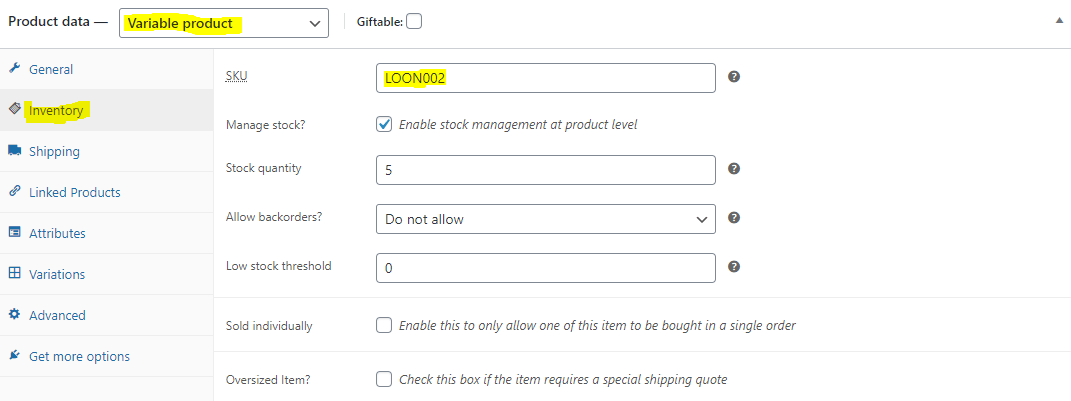 Product data — Variable product Giftable:
General
Inventory
Shipping
Linked Products
Attributes
Variations
Advanced
Get more options
SKU LOON002 ?
Manage stock? Enable stock management at product level
Stock quantity 5 ?
Allow backorders? Do not allow ?
Low stock threshold 0 ?
Sold individually Enable this to only allow one of this item to be bought in a single order
Oversized Item? Check this box if the item requires a special shipping quote